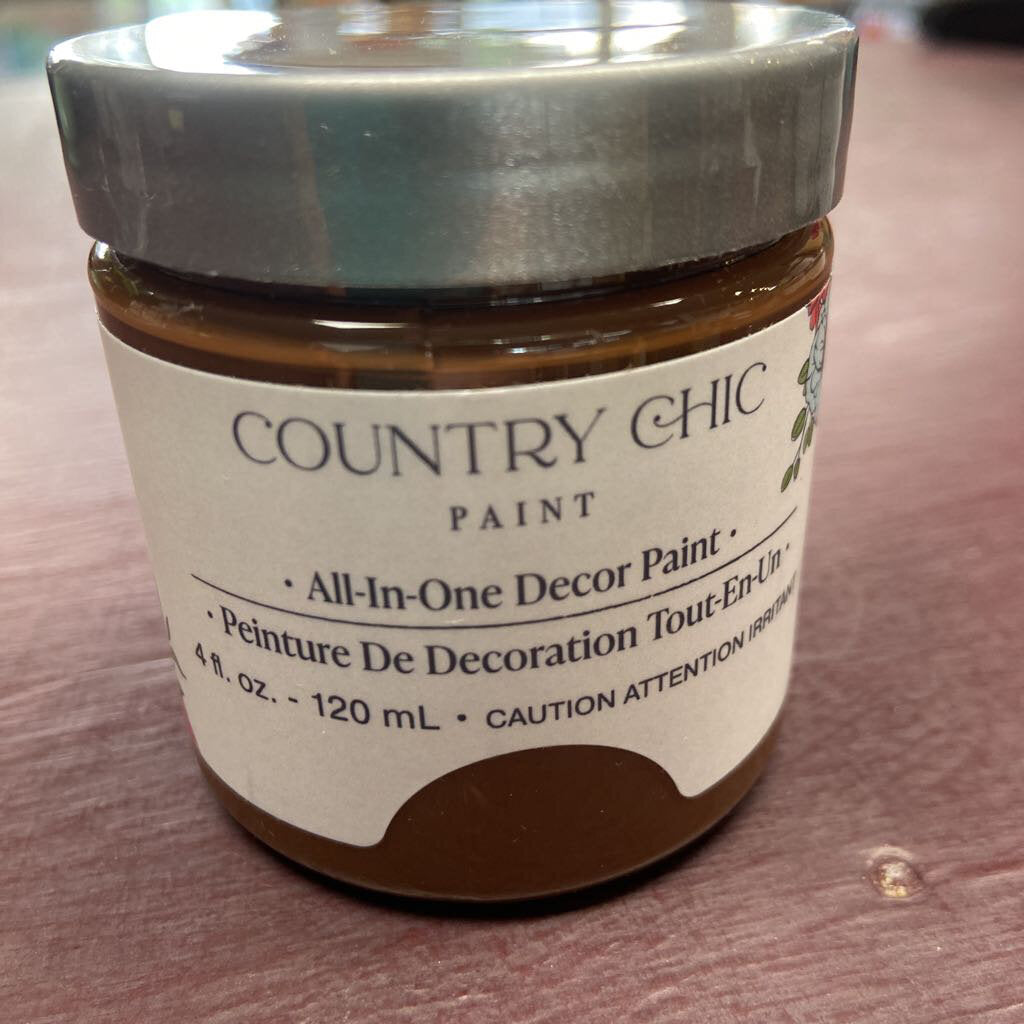 COUNTRY CHIC
PAINT
• All-In-One Decor Paint •
• Peinture De Decoration Tout-En-Un •
4 fl. oz. - 120 mL • CAUTION ATTENTION IRRITANT